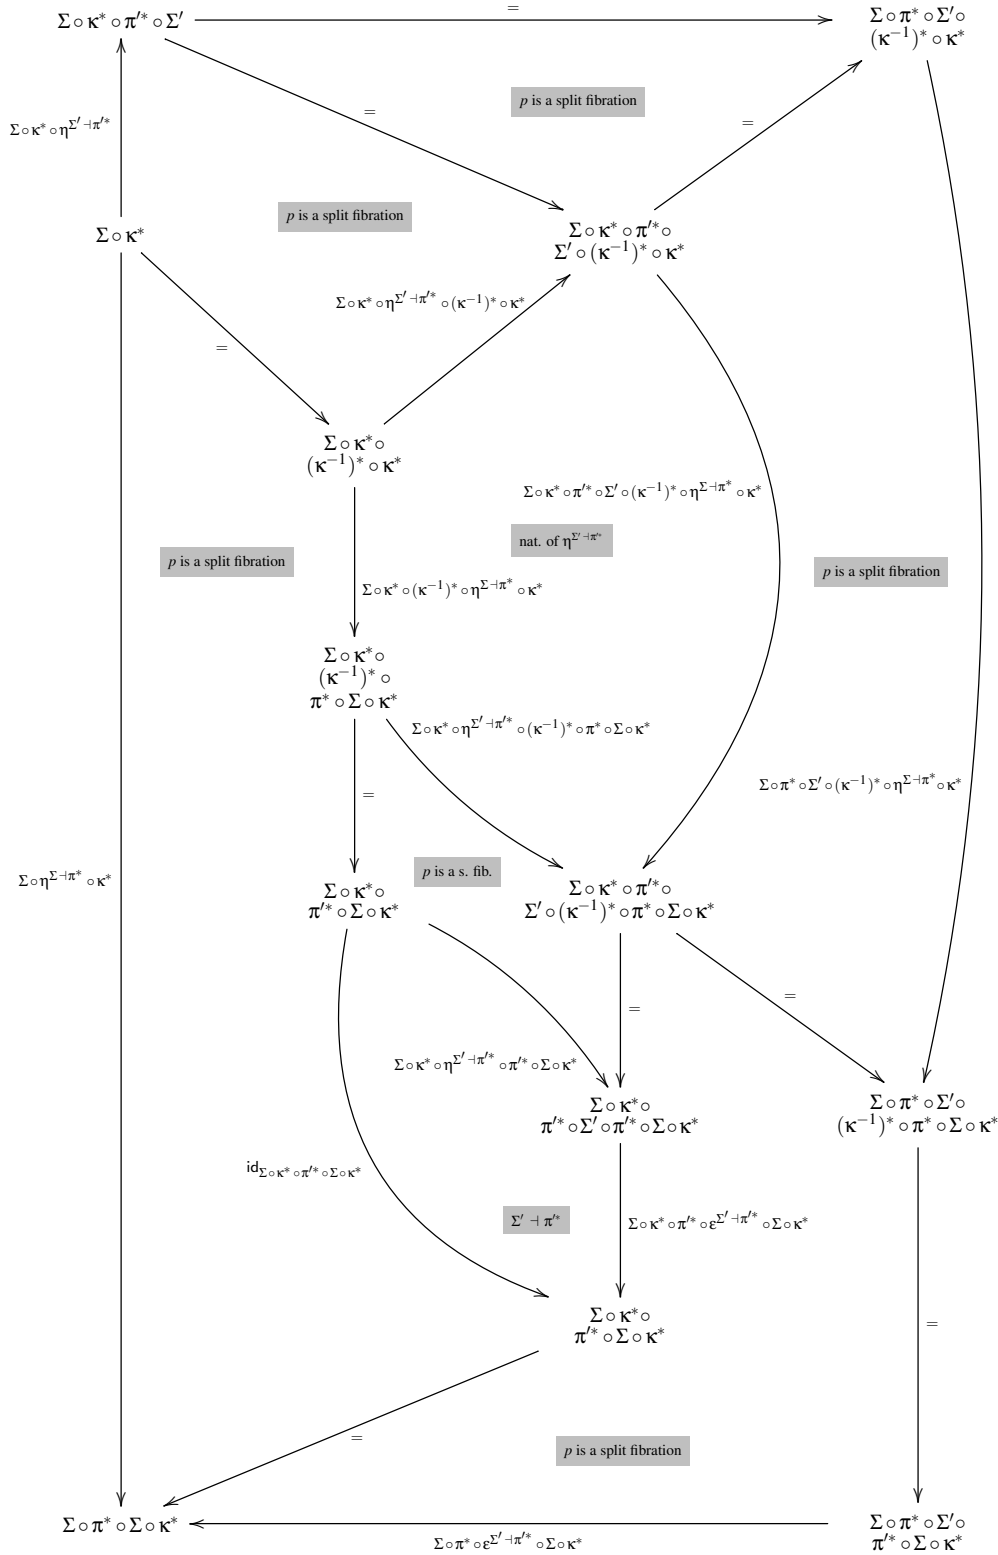 =
Σ∘κ*∘π′*∘Σ′
Σ∘π*∘Σ′∘
(κ⁻¹)*∘κ*
p is a split fibration
=
=
Σ∘κ*∘η^{Σ′⊣π′*}
p is a split fibration
Σ∘κ*
Σ∘κ*∘π′*∘
Σ′∘(κ⁻¹)*∘κ*
Σ∘κ*∘η^{Σ′⊣π′*}∘(κ⁻¹)*∘κ*
=
Σ∘κ*∘
(κ⁻¹)*∘κ*
Σ∘κ*∘π′*∘Σ′∘(κ⁻¹)*∘η^{Σ⊣π*}∘κ*
nat. of η^{Σ′⊣π′*}
p is a split fibration
p is a split fibration
Σ∘κ*∘(κ⁻¹)*∘η^{Σ⊣π*}∘κ*
Σ∘κ*∘
(κ⁻¹)*∘
π*∘Σ∘κ*
Σ∘κ*∘η^{Σ′⊣π′*}∘(κ⁻¹)*∘π*∘Σ∘κ*
Σ∘π*∘Σ′∘(κ⁻¹)*∘η^{Σ⊣π*}∘κ*
=
p is a s. fib.
Σ∘η^{Σ⊣π*}∘κ*
Σ∘κ*∘
π′*∘Σ∘κ*
Σ∘κ*∘π′*∘
Σ′∘(κ⁻¹)*∘π*∘Σ∘κ*
=
=
Σ∘κ*∘η^{Σ′⊣π′*}∘π′*∘Σ∘κ*
Σ∘κ*∘
π′*∘Σ′∘π′*∘Σ∘κ*
Σ∘π*∘Σ′∘
(κ⁻¹)*∘π*∘Σ∘κ*
id_{Σ∘κ*∘π′*∘Σ∘κ*}
Σ′ ⊣ π′*
Σ∘κ*∘π′*∘ε^{Σ′⊣π′*}∘Σ∘κ*
Σ∘κ*∘
π′*∘Σ∘κ*
=
=
p is a split fibration
Σ∘π*∘Σ∘κ*
Σ∘π*∘Σ′∘
π′*∘Σ∘κ*
Σ∘π*∘ε^{Σ′⊣π′*}∘Σ∘κ*